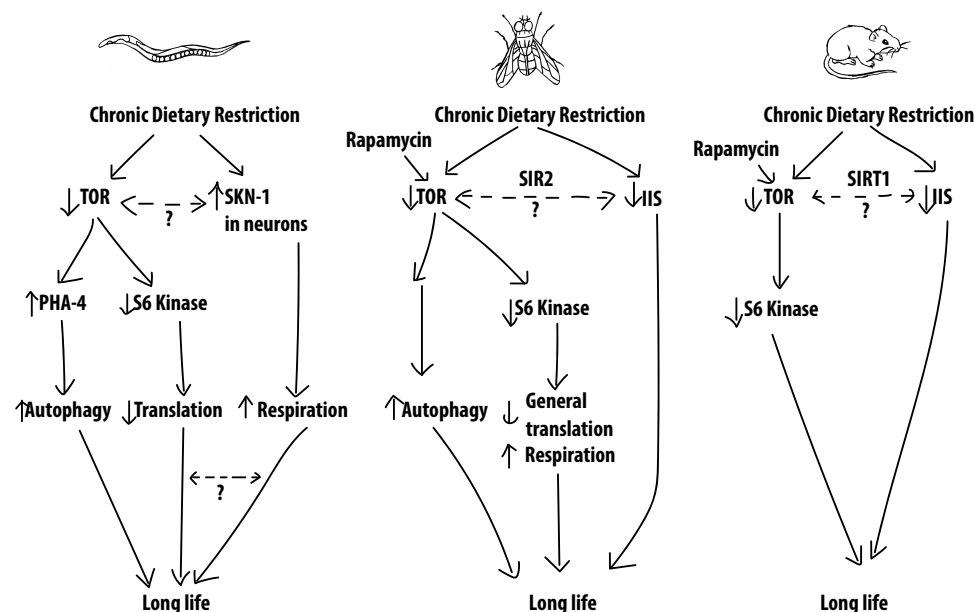 Chronic Dietary Restriction
TOR
?
SKN-1
in neurons
PHA-4
S6 Kinase
Autophagy
Translation
Respiration
?
Long life
Chronic Dietary Restriction
Rapamycin
TOR
SIR2
?
IIS
S6 Kinase
Autophagy
General
translation
Respiration
Long life
Chronic Dietary Restriction
Rapamycin
TOR
SIRT1
?
IIS
S6 Kinase
Long life